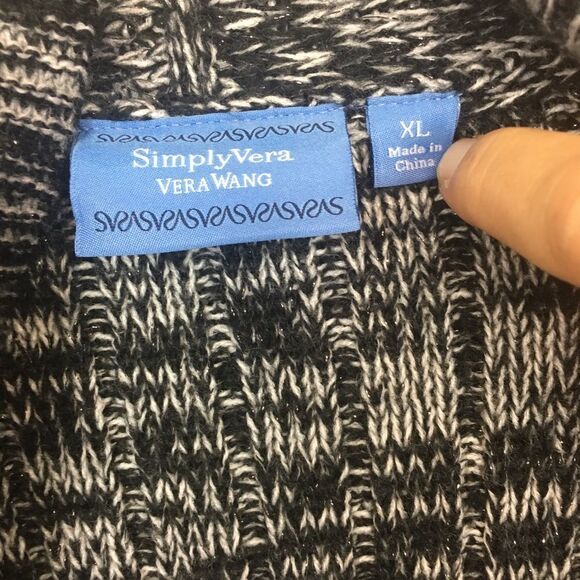 SimplyVera
VERA WANG
XL
Made in
China